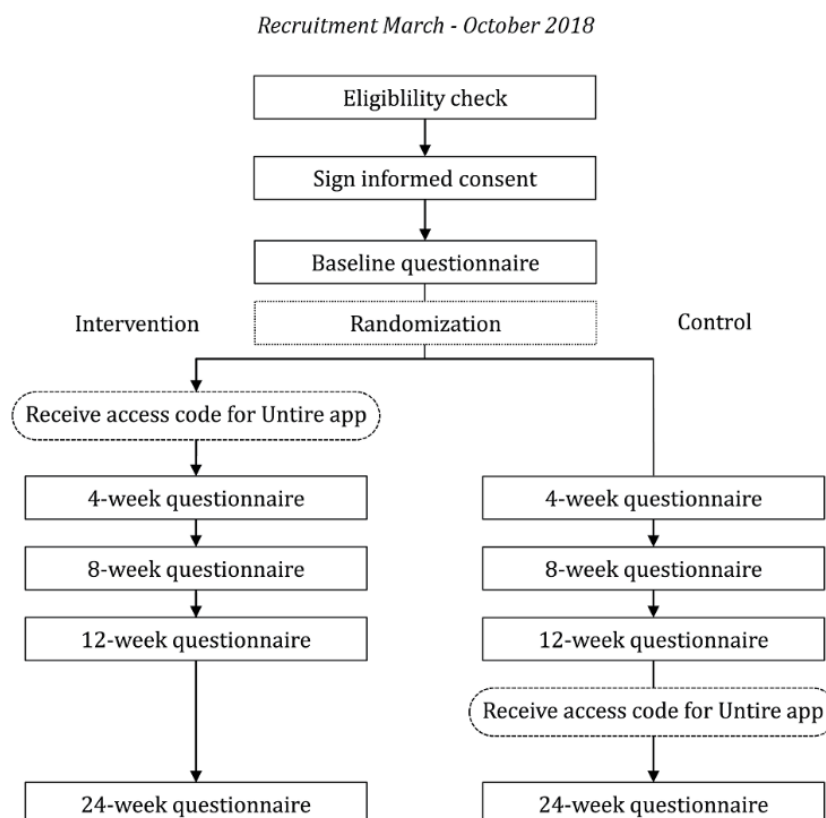 Recruitment March - October 2018
Eligiblility check
Sign informed consent
Baseline questionnaire
Intervention
Randomization
Control
Receive access code for Untire app
4-week questionnaire
4-week questionnaire
8-week questionnaire
8-week questionnaire
12-week questionnaire
12-week questionnaire
Receive access code for Untire app
24-week questionnaire
24-week questionnaire